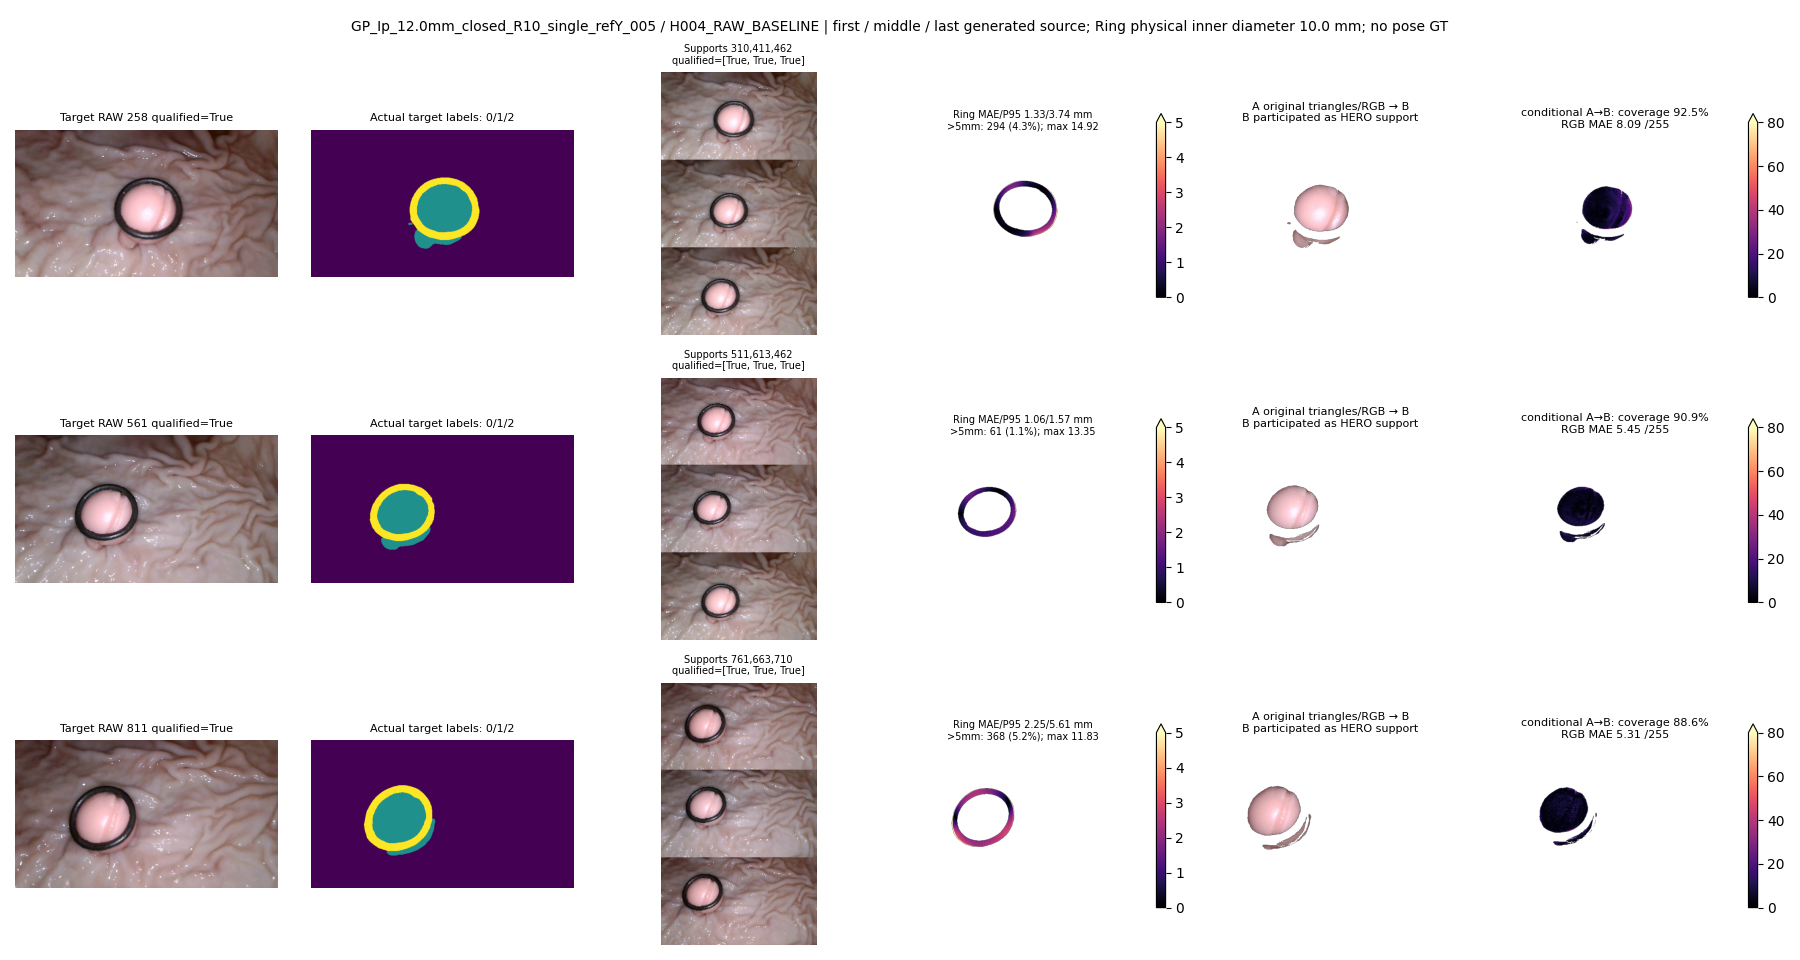 GP_Ip_12.0mm_closed_R10_single_refY_005 / H004_RAW_BASELINE | first / middle / last generated source; Ring physical inner diameter 10.0 mm; no pose GT
Target RAW 258 qualified=True
Actual target labels: 0/1/2
Supports 310,411,462
qualified=[True, True, True]
Ring MAE/P95 1.33/3.74 mm
>5mm: 294 (4.3%); max 14.92
5
4
3
2
1
0
A original triangles/RGB → B
B participated as HERO support
conditional A→B: coverage 92.5%
RGB MAE 8.09 /255
80
60
40
20
0
Target RAW 561 qualified=True
Actual target labels: 0/1/2
Supports 511,613,462
qualified=[True, True, True]
Ring MAE/P95 1.06/1.57 mm
>5mm: 61 (1.1%); max 13.35
5
4
3
2
1
0
A original triangles/RGB → B
B participated as HERO support
conditional A→B: coverage 90.9%
RGB MAE 5.45 /255
80
60
40
20
0
Target RAW 811 qualified=True
Actual target labels: 0/1/2
Supports 761,663,710
qualified=[True, True, True]
Ring MAE/P95 2.25/5.61 mm
>5mm: 368 (5.2%); max 11.83
5
4
3
2
1
0
A original triangles/RGB → B
B participated as HERO support
conditional A→B: coverage 88.6%
RGB MAE 5.31 /255
80
60
40
20
0